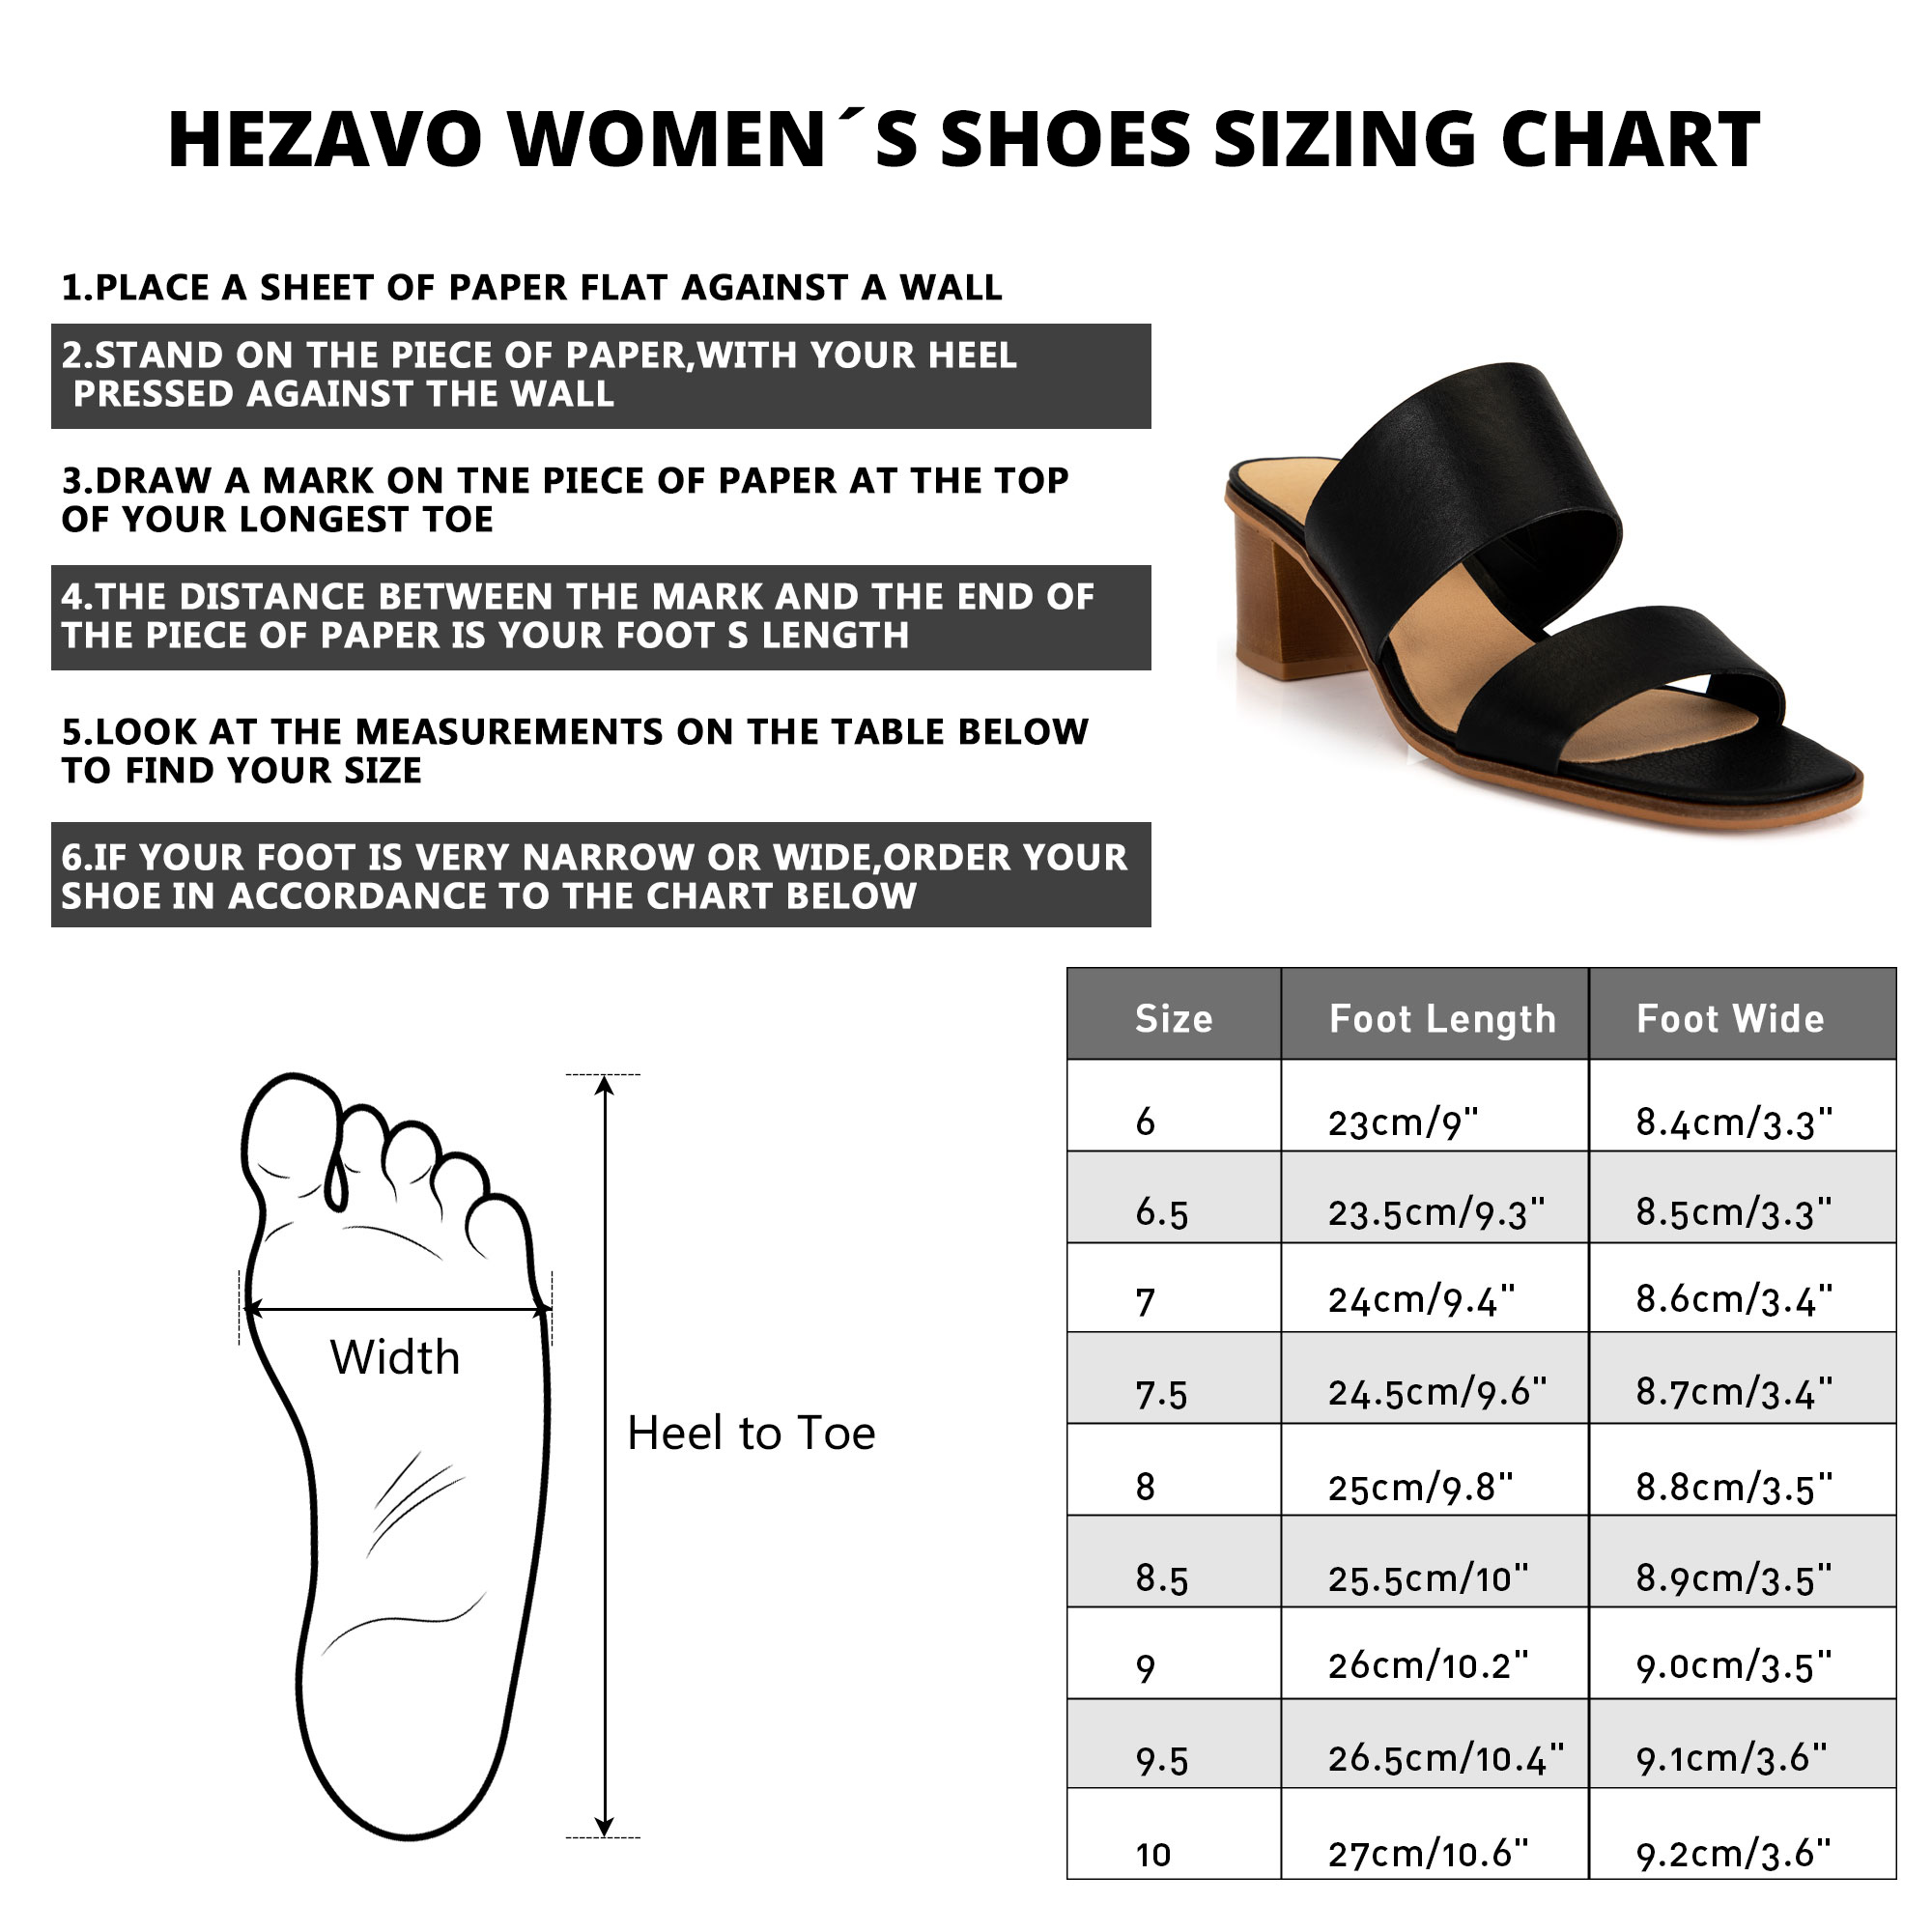 HEZAVO WOMEN´S SHOES SIZING CHART
1.PLACE A SHEET OF PAPER FLAT AGAINST A WALL
2.STAND ON THE PIECE OF PAPER,WITH YOUR HEEL
PRESSED AGAINST THE WALL
3.DRAW A MARK ON TNE PIECE OF PAPER AT THE TOP
OF YOUR LONGEST TOE
4.THE DISTANCE BETWEEN THE MARK AND THE END OF
THE PIECE OF PAPER IS YOUR FOOT S LENGTH
5.LOOK AT THE MEASUREMENTS ON THE TABLE BELOW
TO FIND YOUR SIZE
6.IF YOUR FOOT IS VERY NARROW OR WIDE,ORDER YOUR
SHOE IN ACCORDANCE TO THE CHART BELOW
Width
Heel to Toe
Size Foot Length Foot Wide
6 23cm/9" 8.4cm/3.3"
6.5 23.5cm/9.3" 8.5cm/3.3"
7 24cm/9.4" 8.6cm/3.4"
7.5 24.5cm/9.6" 8.7cm/3.4"
8 25cm/9.8" 8.8cm/3.5"
8.5 25.5cm/10" 8.9cm/3.5"
9 26cm/10.2" 9.0cm/3.5"
9.5 26.5cm/10.4" 9.1cm/3.6"
10 27cm/10.6" 9.2cm/3.6"